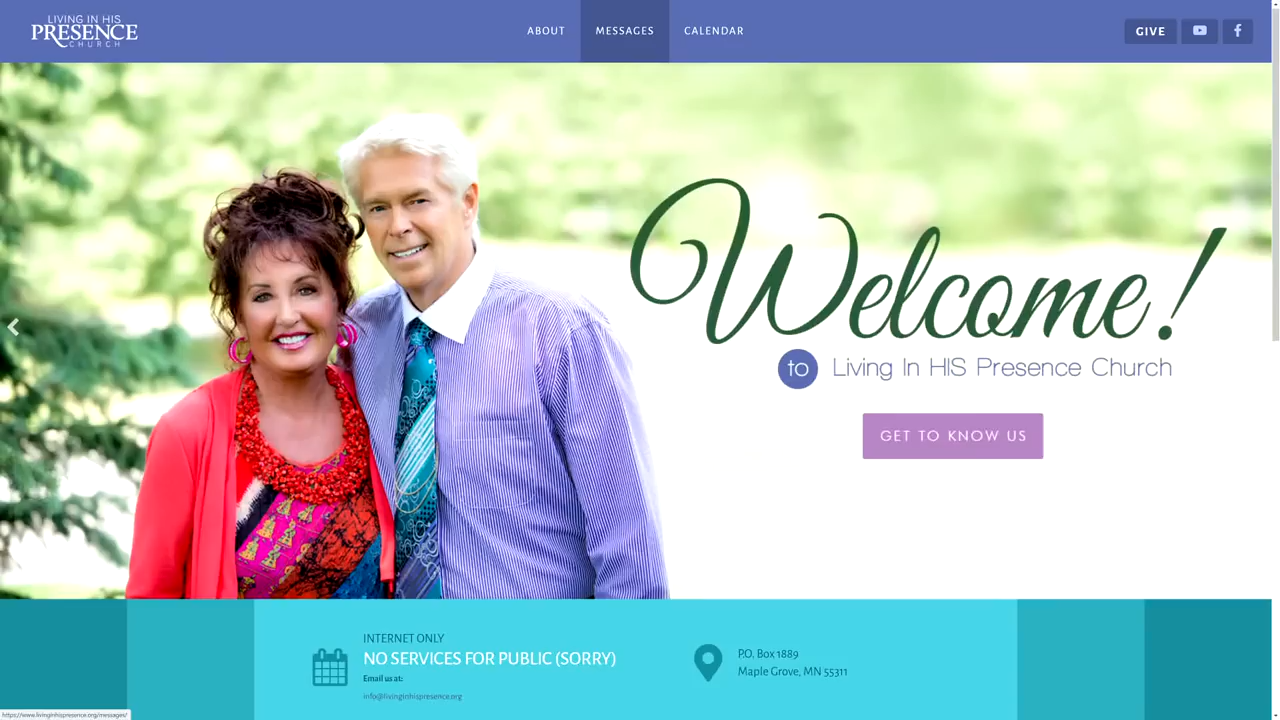 LIVING IN HIS
PRESENCE
CHURCH
ABOUT
MESSAGES
CALENDAR
GIVE
Welcome!
to Living In HIS Presence Church
GET TO KNOW US
INTERNET ONLY
NO SERVICES FOR PUBLIC (SORRY)
Email us at:
info@livinginhispresence.org
P.O. Box 1889
Maple Grove, MN 55311
https://www.livinginhispresence.org/messages/